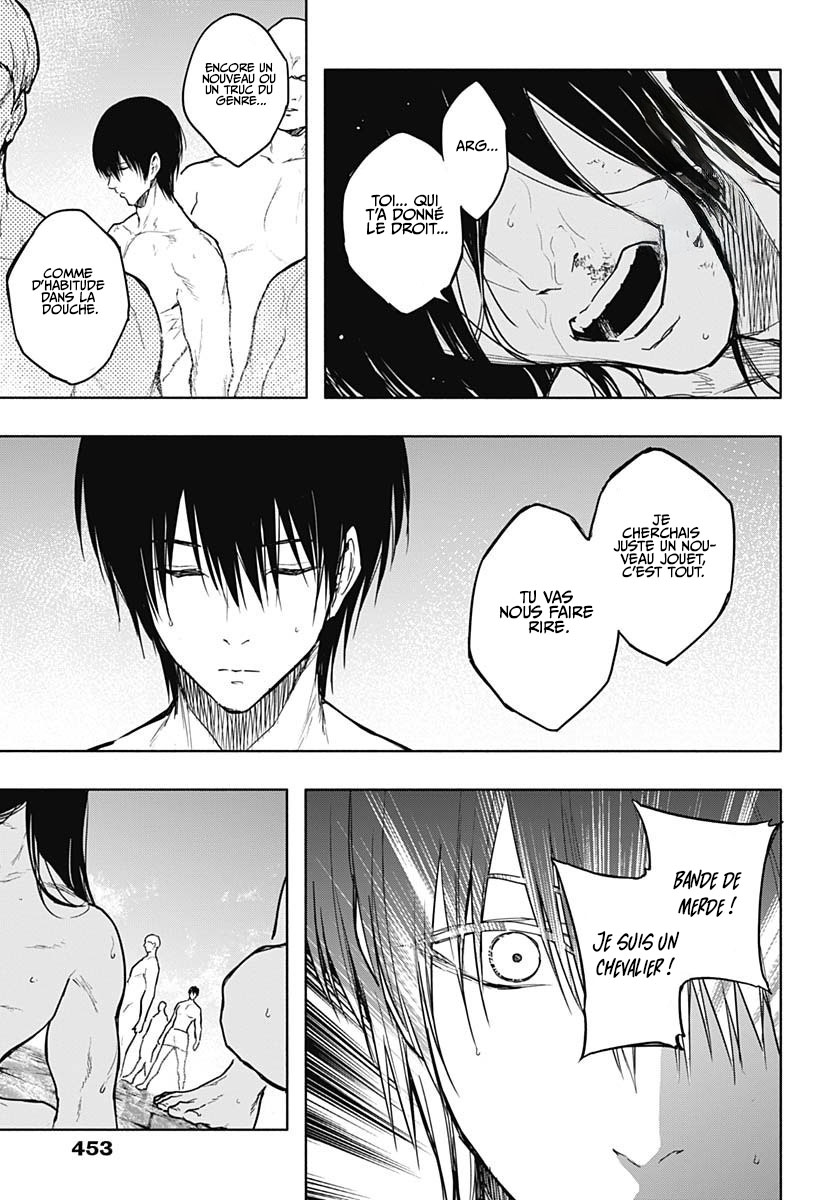 ARG...
TOI... QUI
T'A DONNÉ
LE DROIT...
ENCORE UN
NOUVEAU OU
UN TRUC DU
GENRE...
COMME
D'HABITUDE
DANS LA
DOUCHE.
JE
CHERCHAIS
JUSTE UN NOU-
VEAU JOUET,
C'EST TOUT.
TU VAS
NOUS FAIRE
RIRE.
BANDE DE
MERDE !
JE SUIS UN
CHEVALIER !
453